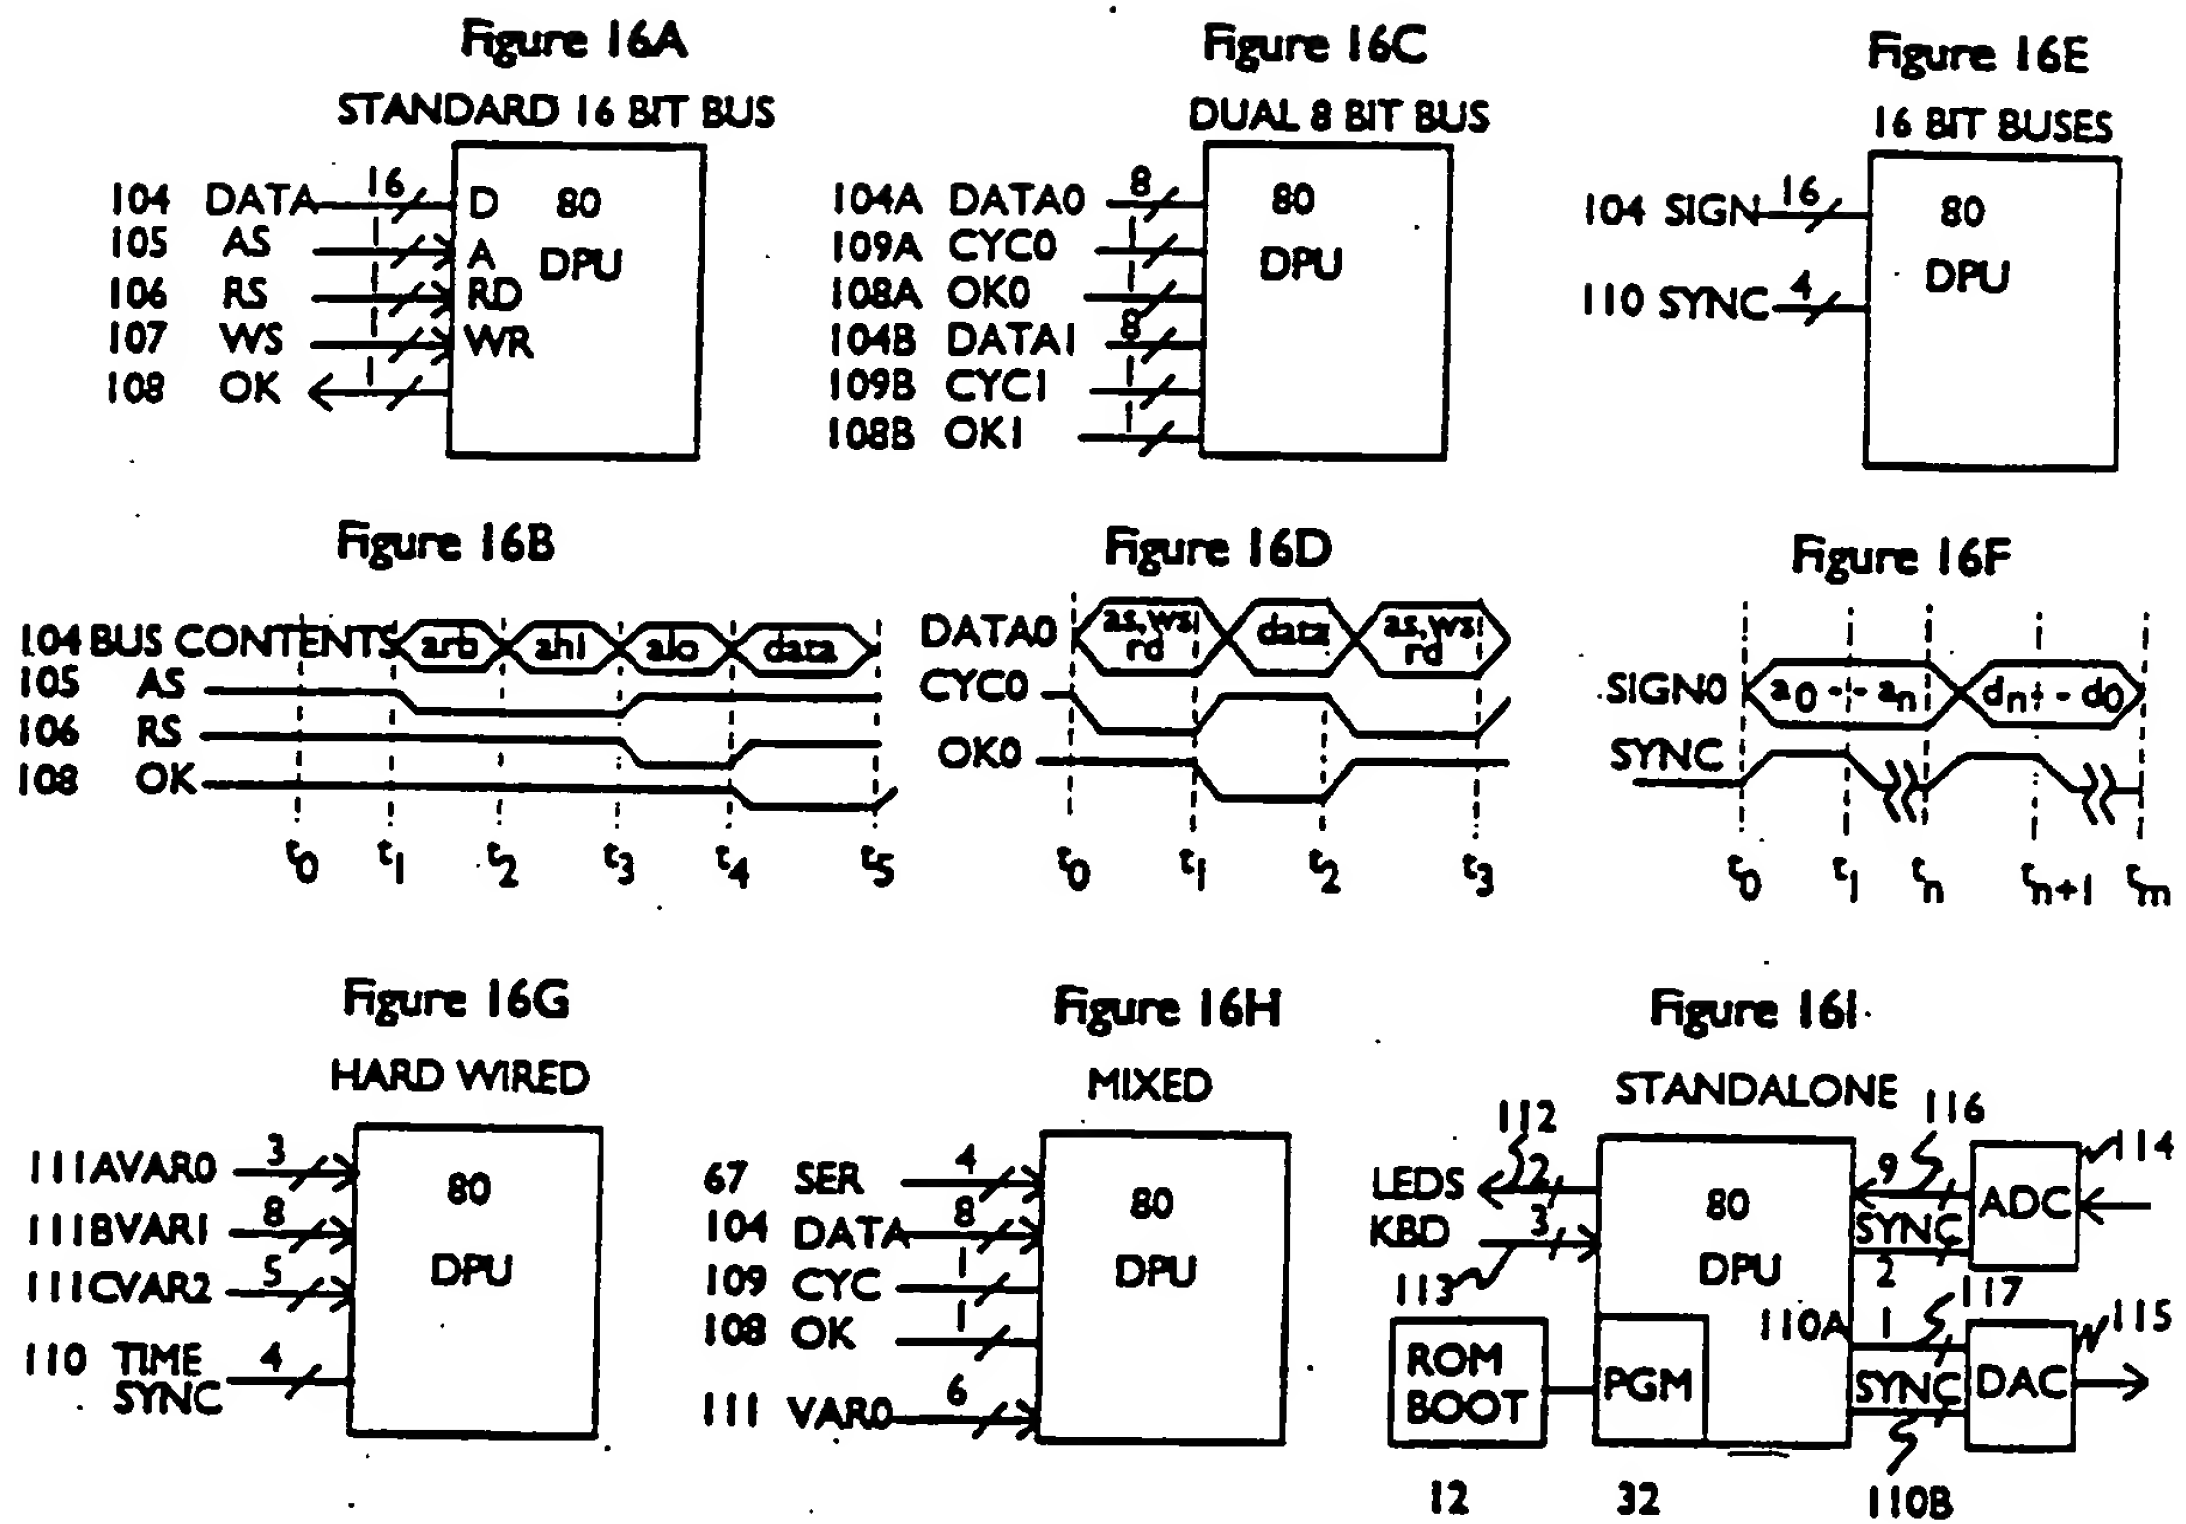 Figure 16A
STANDARD 16 BIT BUS
104 DATA 16 D 80
105 AS 1 A DPU
106 RS 1 RD
107 WS 1 WR
108 OK 1
Figure 16C
DUAL 8 BIT BUS
104A DATA0 8 80
109A CYC0 1 DPU
108A OK0 1
104B DATA1 8
109B CYC1 1
108B OK1 1
Figure 16E
16 BIT BUSES
104 SIGN 16 80
110 SYNC 4 DPU
Figure 16B
104 BUS CONTENTS arb ahi alo data
105 AS
106 RS
108 OK
t0 t1 t2 t3 t4 t5
Figure 16D
DATA0 as,ws rd data as,ws rd
CYC0
OK0
t0 t1 t2 t3
Figure 16F
SIGN0 a0 - - an dn - - d0
SYNC
t0 t1 tn tn+1 tm
Figure 16G
HARD WIRED
111AVAR0 3 80
111BVAR1 8 DPU
111CVAR2 5
110 TIME SYNC 4
Figure 16H
MIXED
67 SER 4 80
104 DATA 8 DPU
109 CYC 1
108 OK 1
111 VAR0 6
Figure 16I
STANDALONE
112 116 114
LEDS 2 80 9 ADC
KBD 3 DPU SYNC
113 2 117 115
110A 1
ROM BOOT PGM SYNC DAC
12 32 110B